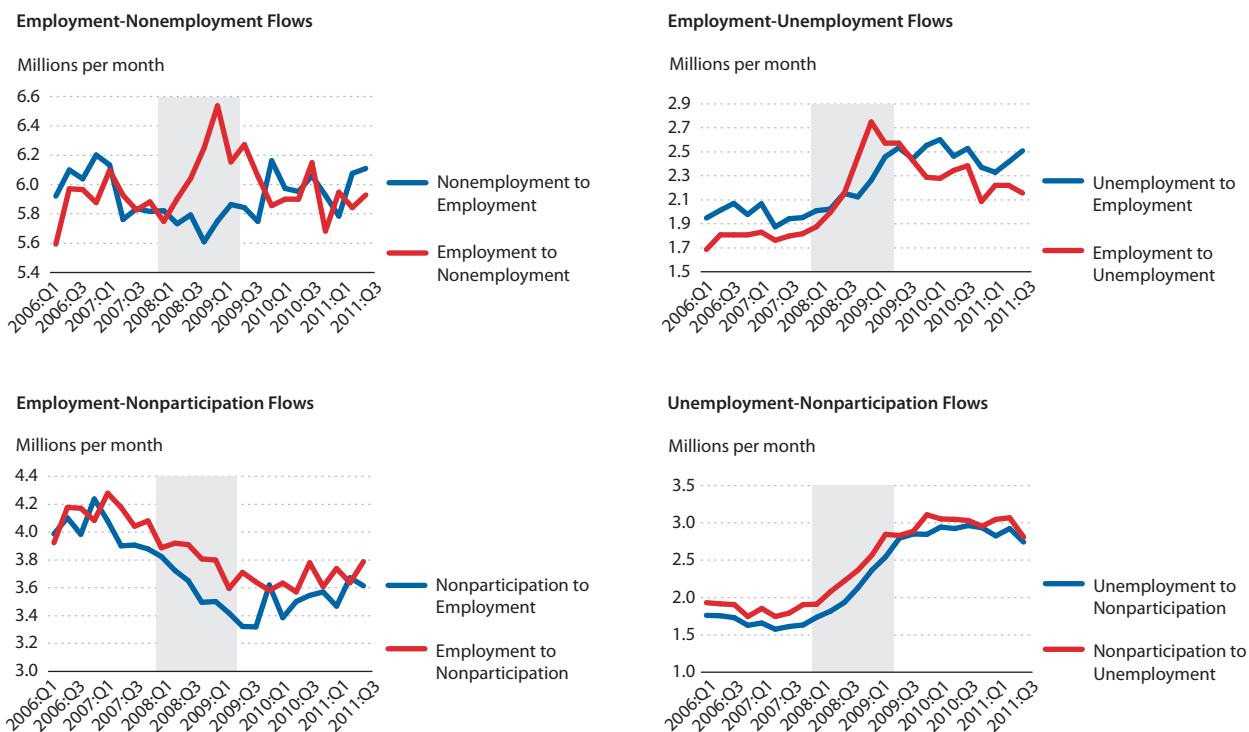 Employment-Nonemployment Flows
Millions per month
6.6
6.4
6.2
6.0
5.8
5.6
5.4
2006:Q1
2006:Q3
2007:Q1
2007:Q3
2008:Q1
2008:Q3
2009:Q1
2009:Q3
2010:Q1
2010:Q3
2011:Q1
2011:Q3
Nonemployment to
Employment
Employment to
Nonemployment
Employment-Unemployment Flows
Millions per month
2.9
2.7
2.5
2.3
2.1
1.9
1.7
1.5
2006:Q1
2006:Q3
2007:Q1
2007:Q3
2008:Q1
2008:Q3
2009:Q1
2009:Q3
2010:Q1
2010:Q3
2011:Q1
2011:Q3
Unemployment to
Employment
Employment to
Unemployment
Employment-Nonparticipation Flows
Millions per month
4.4
4.2
4.0
3.8
3.6
3.4
3.2
3.0
2006:Q1
2006:Q3
2007:Q1
2007:Q3
2008:Q1
2008:Q3
2009:Q1
2009:Q3
2010:Q1
2010:Q3
2011:Q1
2011:Q3
Nonparticipation to
Employment
Employment to
Nonparticipation
Unemployment-Nonparticipation Flows
Millions per month
3.5
3.0
2.5
2.0
1.5
1.0
2006:Q1
2006:Q3
2007:Q1
2007:Q3
2008:Q1
2008:Q3
2009:Q1
2009:Q3
2010:Q1
2010:Q3
2011:Q1
2011:Q3
Unemployment to
Nonparticipation
Nonparticipation to
Unemployment